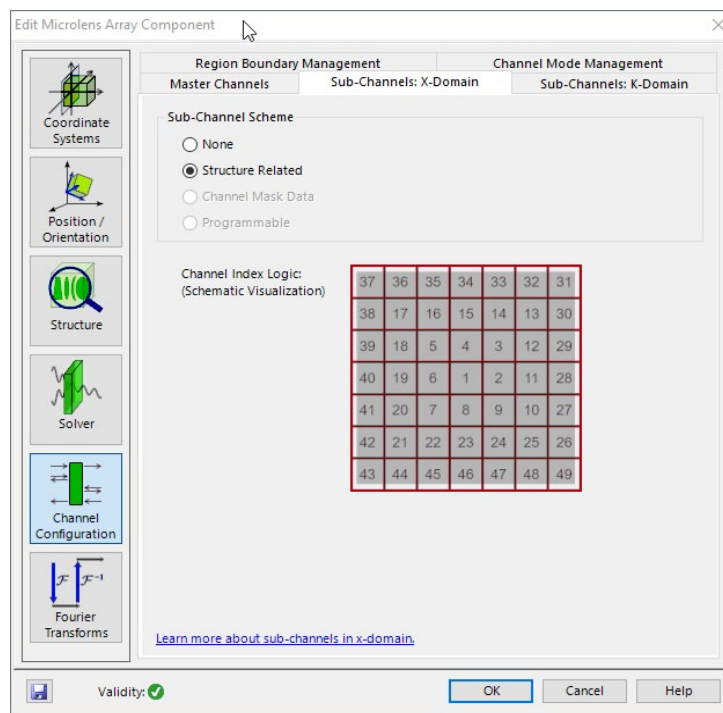 Edit Microlens Array Component
Coordinate
Systems
Position /
Orientation
Structure
Solver
Channel
Configuration
ℱ ℱ⁻¹
Fourier
Transforms
Region Boundary Management
Channel Mode Management
Master Channels
Sub-Channels: X-Domain
Sub-Channels: K-Domain
Sub-Channel Scheme
None
Structure Related
Channel Mask Data
Programmable
Channel Index Logic:
(Schematic Visualization)
37 36 35 34 33 32 31
38 17 16 15 14 13 30
39 18 5 4 3 12 29
40 19 6 1 2 11 28
41 20 7 8 9 10 27
42 21 22 23 24 25 26
43 44 45 46 47 48 49
Learn more about sub-channels in x-domain.
Validity:
OK
Cancel
Help